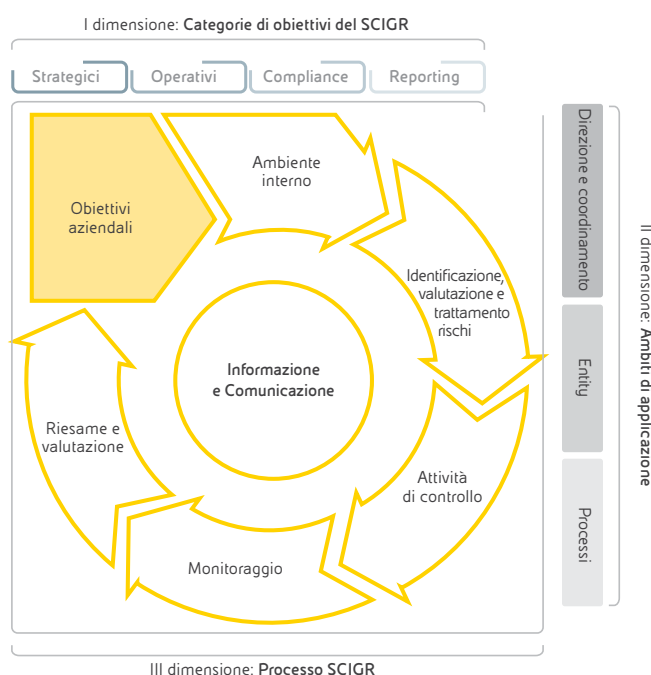 I dimensione: Categorie di obiettivi del SCIGR
Strategici
Operativi
Compliance
Reporting
Ambiente
interno
Obiettivi
aziendali
Identificazione,
valutazione e
trattamento
rischi
Informazione
e Comunicazione
Riesame e
valutazione
Attività
di controllo
Monitoraggio
Direzione e coordinamento
Entity
Processi
II dimensione: Ambiti di applicazione
III dimensione: Processo SCIGR